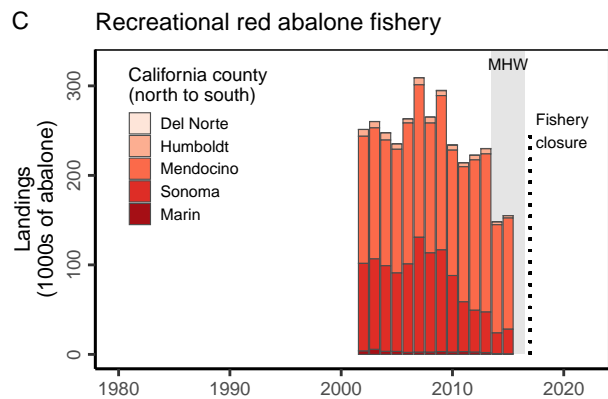 C Recreational red abalone fishery
MHW
California county
(north to south)
Del Norte
Humboldt
Mendocino
Sonoma
Marin
Fishery
closure
Landings
(1000s of abalone)
300
200
100
0
1980 1990 2000 2010 2020